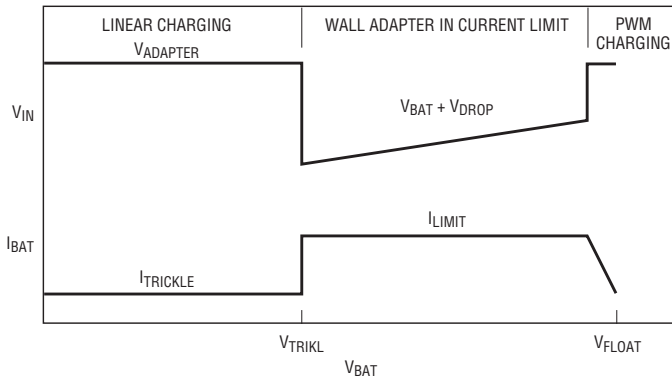 LINEAR CHARGING
WALL ADAPTER IN CURRENT LIMIT
PWM
CHARGING
VADAPTER
VIN
VBAT + VDROP
IBAT
ILIMIT
ITRICKLE
VTRIKL
VFLOAT
VBAT